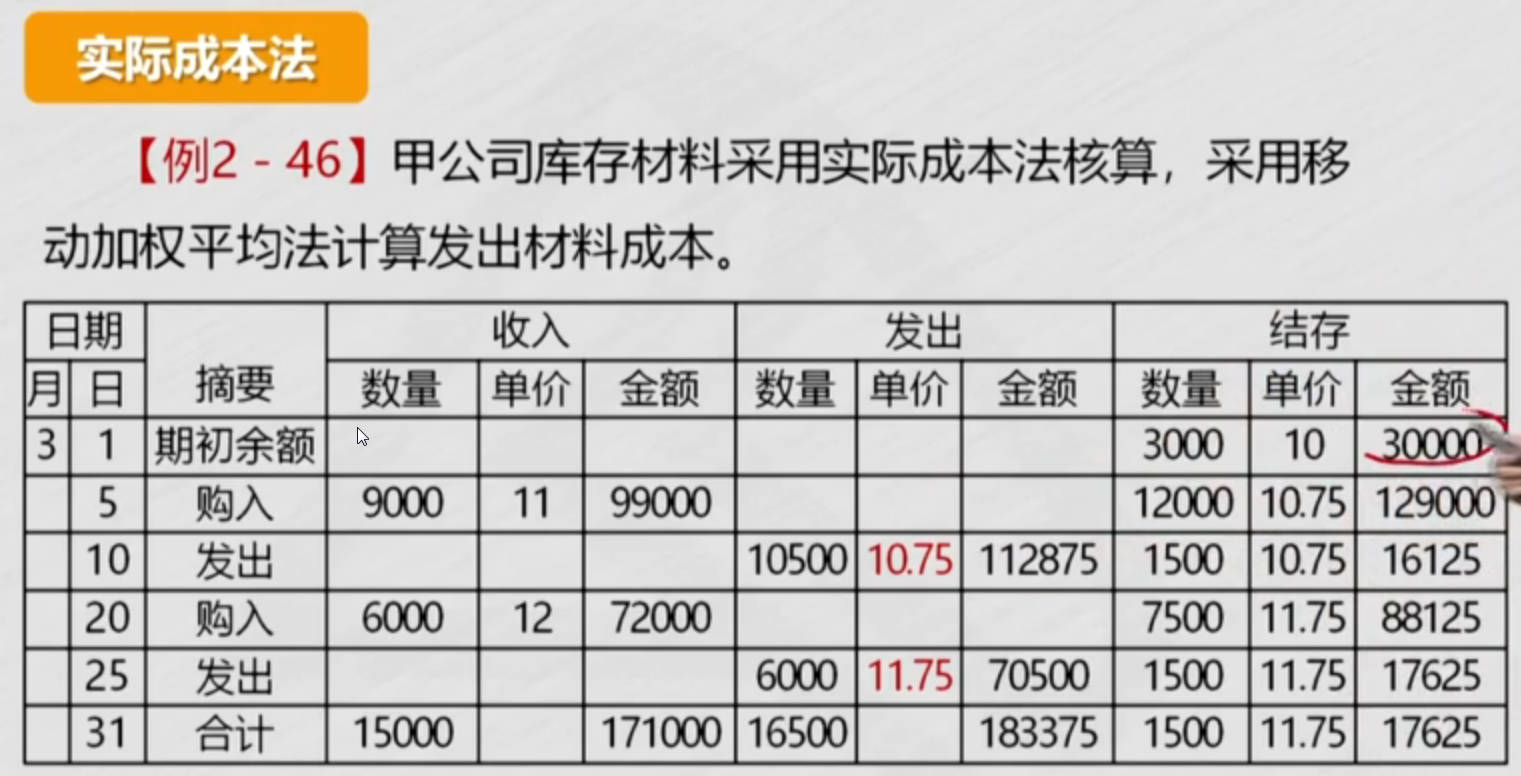 实际成本法
【例2 - 46】甲公司库存材料采用实际成本法核算，采用移
动加权平均法计算发出材料成本。
日期 摘要 收入 发出 结存
月 日 数量 单价 金额 数量 单价 金额 数量 单价 金额
3 1 期初余额 3000 10 30000
5 购入 9000 11 99000 12000 10.75 129000
10 发出 10500 10.75 112875 1500 10.75 16125
20 购入 6000 12 72000 7500 11.75 88125
25 发出 6000 11.75 70500 1500 11.75 17625
31 合计 15000 171000 16500 183375 1500 11.75 17625